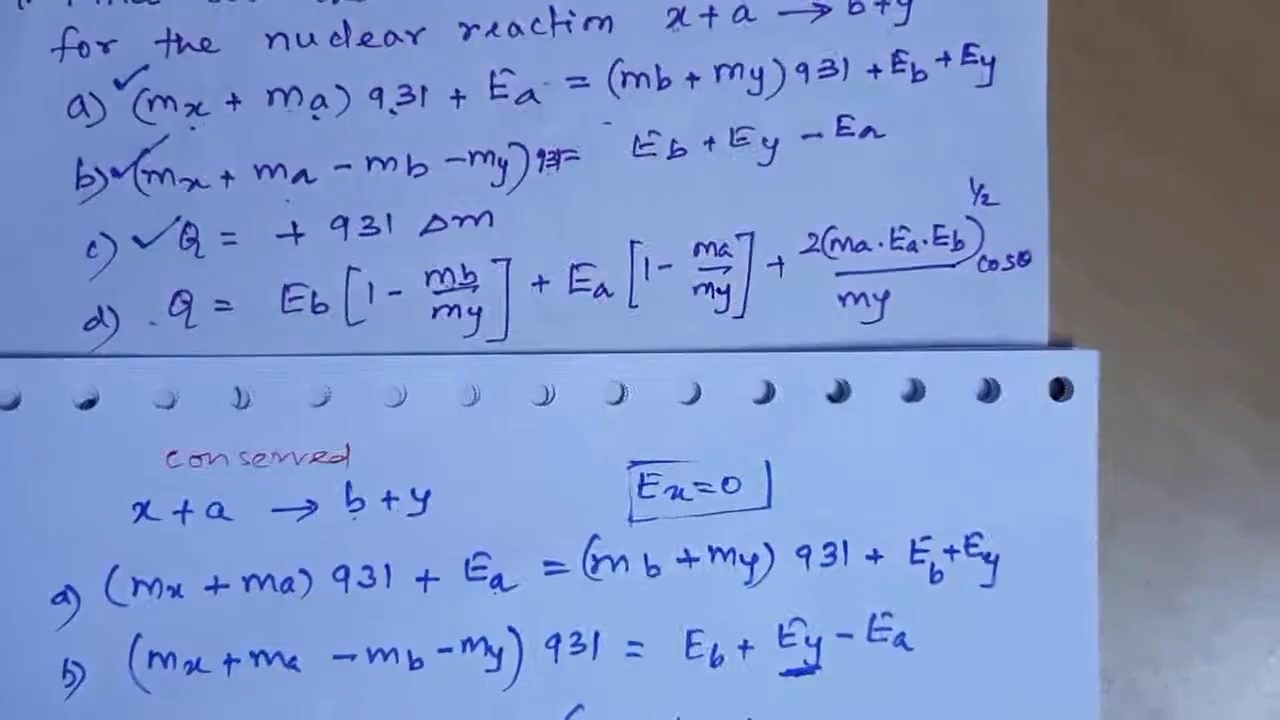 for the nuclear reaction x + a → b + y
a) ✓ (mx + ma) 931 + Ea = (mb + my) 931 + Eb + Ey
b) ✓ (mx + ma - mb - my) 931 = Eb + Ey - Ea
c) ✓ Q = + 931 Δm
d) . Q = Eb [1 - mb/my] + Ea [1 - ma/my] + 2(ma·Ea·Eb)^1/2/my cosθ
conserved
x + a → b + y Ex=0
a) (mx + ma) 931 + Ea = (mb + my) 931 + Eb + Ey
b) (mx + ma - mb - my) 931 = Eb + Ey - Ea